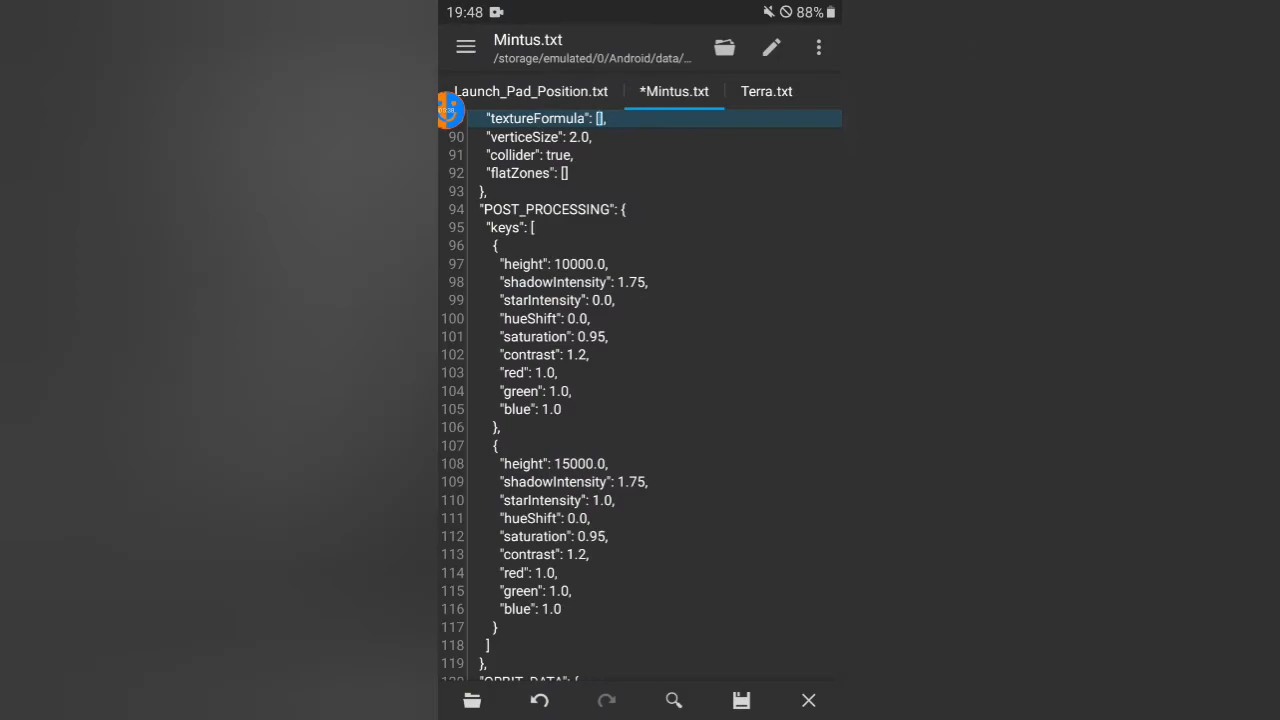 19:48 88%
Mintus.txt
/storage/emulated/0/Android/data/...
Launch_Pad_Position.txt *Mintus.txt Terra.txt
"textureFormula": [],
90 "verticeSize": 2.0,
91 "collider": true,
92 "flatZones": []
93 },
94 "POST_PROCESSING": {
95 "keys": [
96 {
97 "height": 10000.0,
98 "shadowIntensity": 1.75,
99 "starIntensity": 0.0,
100 "hueShift": 0.0,
101 "saturation": 0.95,
102 "contrast": 1.2,
103 "red": 1.0,
104 "green": 1.0,
105 "blue": 1.0
106 },
107 {
108 "height": 15000.0,
109 "shadowIntensity": 1.75,
110 "starIntensity": 1.0,
111 "hueShift": 0.0,
112 "saturation": 0.95,
113 "contrast": 1.2,
114 "red": 1.0,
115 "green": 1.0,
116 "blue": 1.0
117 }
118 ]
119 },
"ORBIT_DATA": {